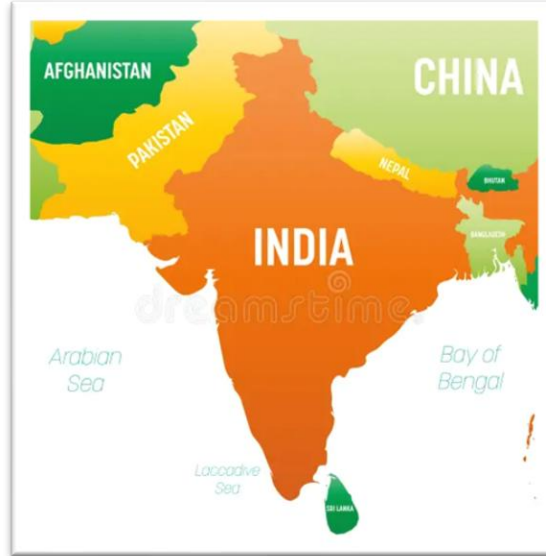 AFGHANISTAN
CHINA
PAKISTAN
NEPAL
BHUTAN
BANGLADESH
INDIA
dreamstime.
Arabian
Sea
Bay of
Bengal
Laccadive
Sea
SRI LANKA